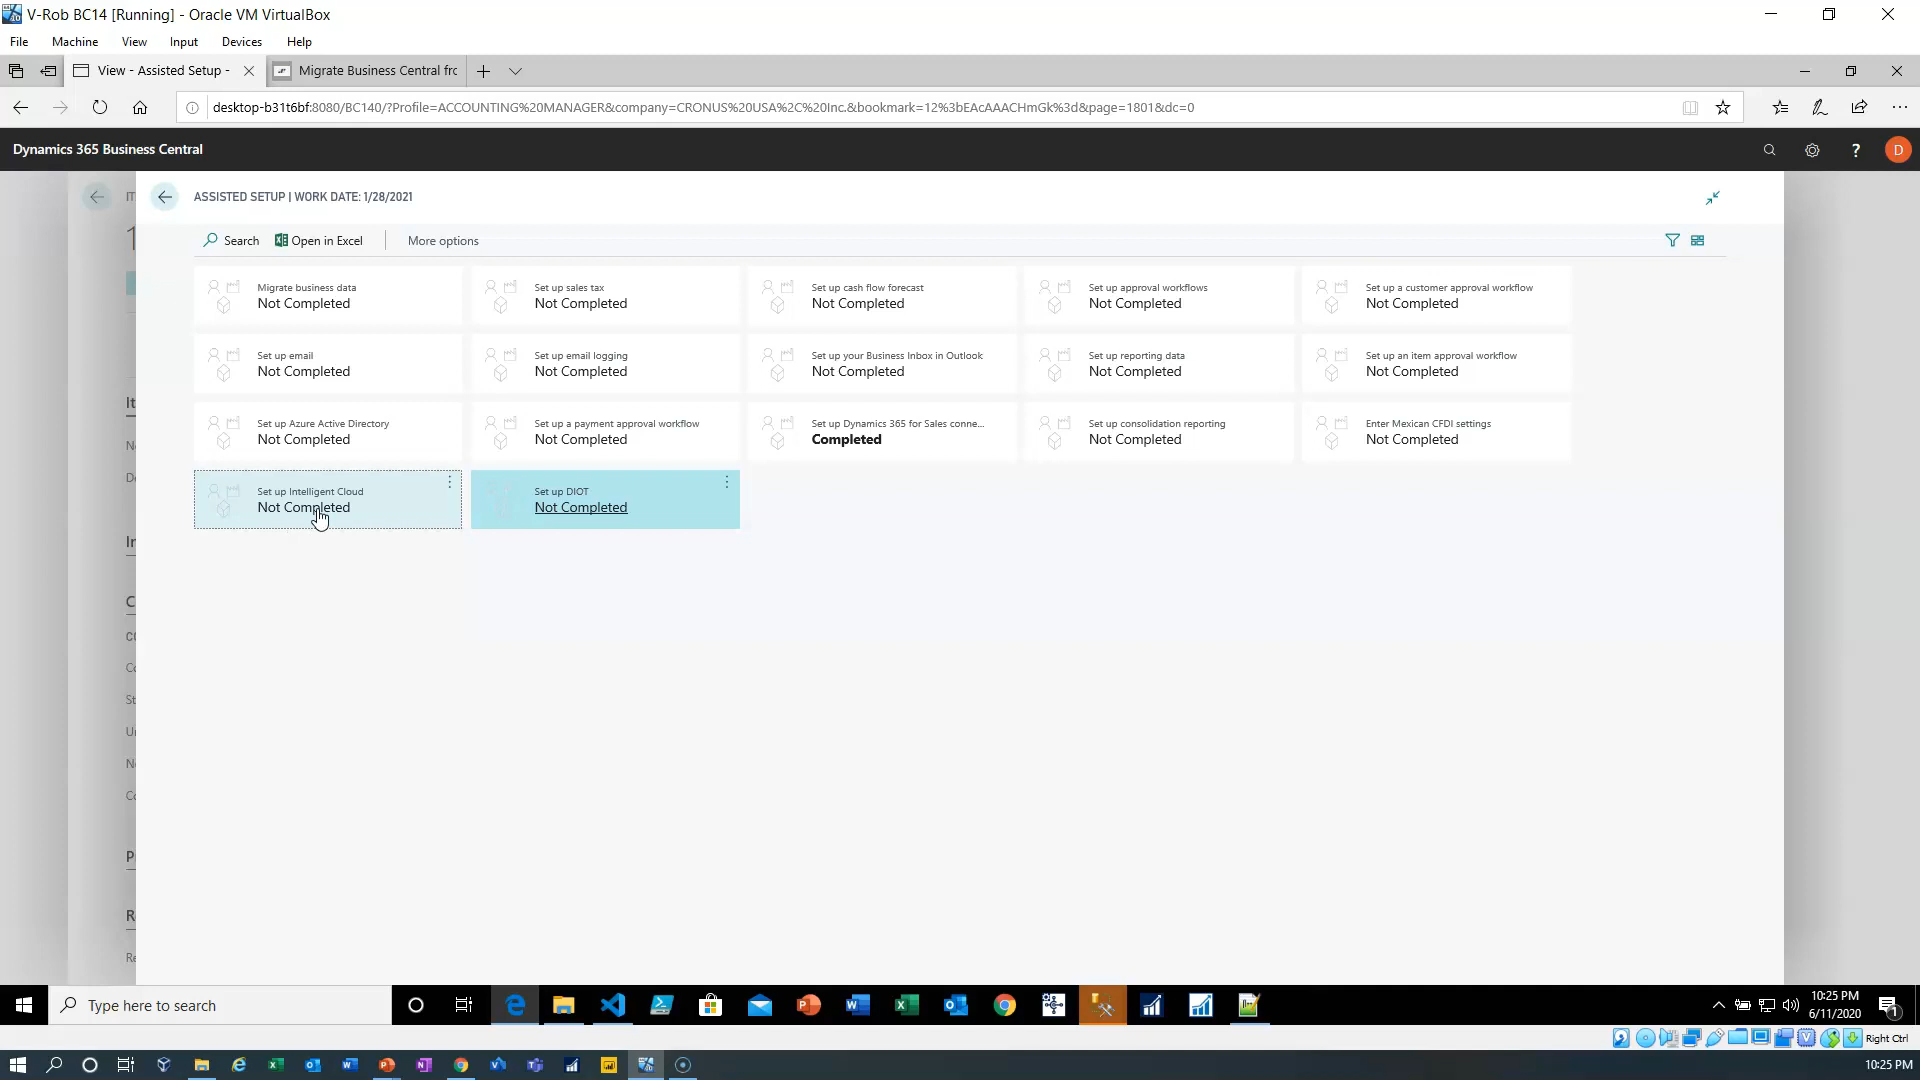 V-Rob BC14 [Running] - Oracle VM VirtualBox
File Machine View Input Devices Help
View - Assisted Setup - Migrate Business Central frc
desktop-b31t6bf:8080/BC140/?Profile=ACCOUNTING%20MANAGER&company=CRONUS%20USA%2C%20Inc.&bookmark=12%3bEAcAAACHmGk%3d&page=1801&dc=0
Dynamics 365 Business Central
? D
ASSISTED SETUP | WORK DATE: 1/28/2021
Search Open in Excel More options
Migrate business data
Not Completed
Set up sales tax
Not Completed
Set up cash flow forecast
Not Completed
Set up approval workflows
Not Completed
Set up a customer approval workflow
Not Completed
Set up email
Not Completed
Set up email logging
Not Completed
Set up your Business Inbox in Outlook
Not Completed
Set up reporting data
Not Completed
Set up an item approval workflow
Not Completed
Set up Azure Active Directory
Not Completed
Set up a payment approval workflow
Not Completed
Set up Dynamics 365 for Sales conne...
Completed
Set up consolidation reporting
Not Completed
Enter Mexican CFDI settings
Not Completed
Set up Intelligent Cloud
Not Completed
Set up DIOT
Not Completed
Type here to search
10:25 PM
6/11/2020
Right Ctrl
10:25 PM